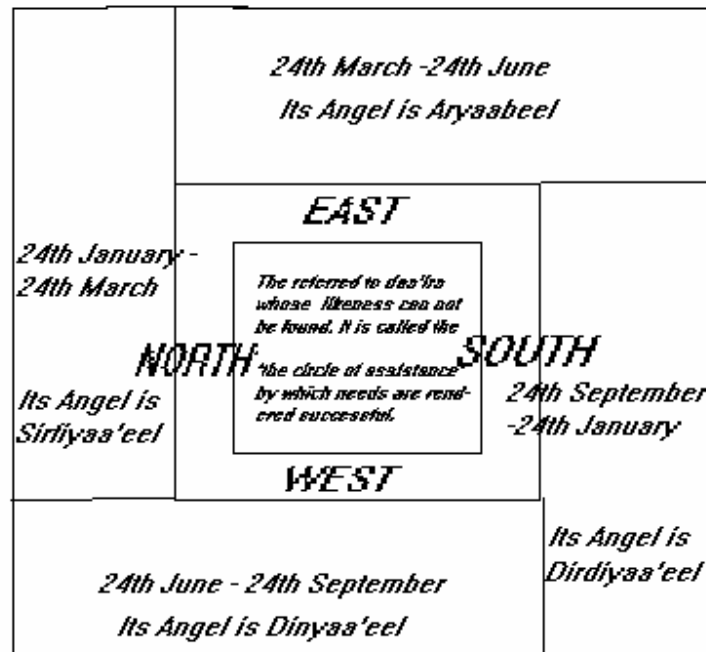 24th March -24th June
Its Angel is Aryaabeel
EAST
24th January -
24th March
NORTH
Its Angel is
Sirfiyaa'eel
The referred to daa'ira
whose likeness can not
be found. It is called the
'the circle of assistance
by which needs are rend-
ered successful.
SOUTH
24th September
-24th January
Its Angel is
Dirdiyaa'eel
WEST
24th June - 24th September
Its Angel is Dinyaa'eel